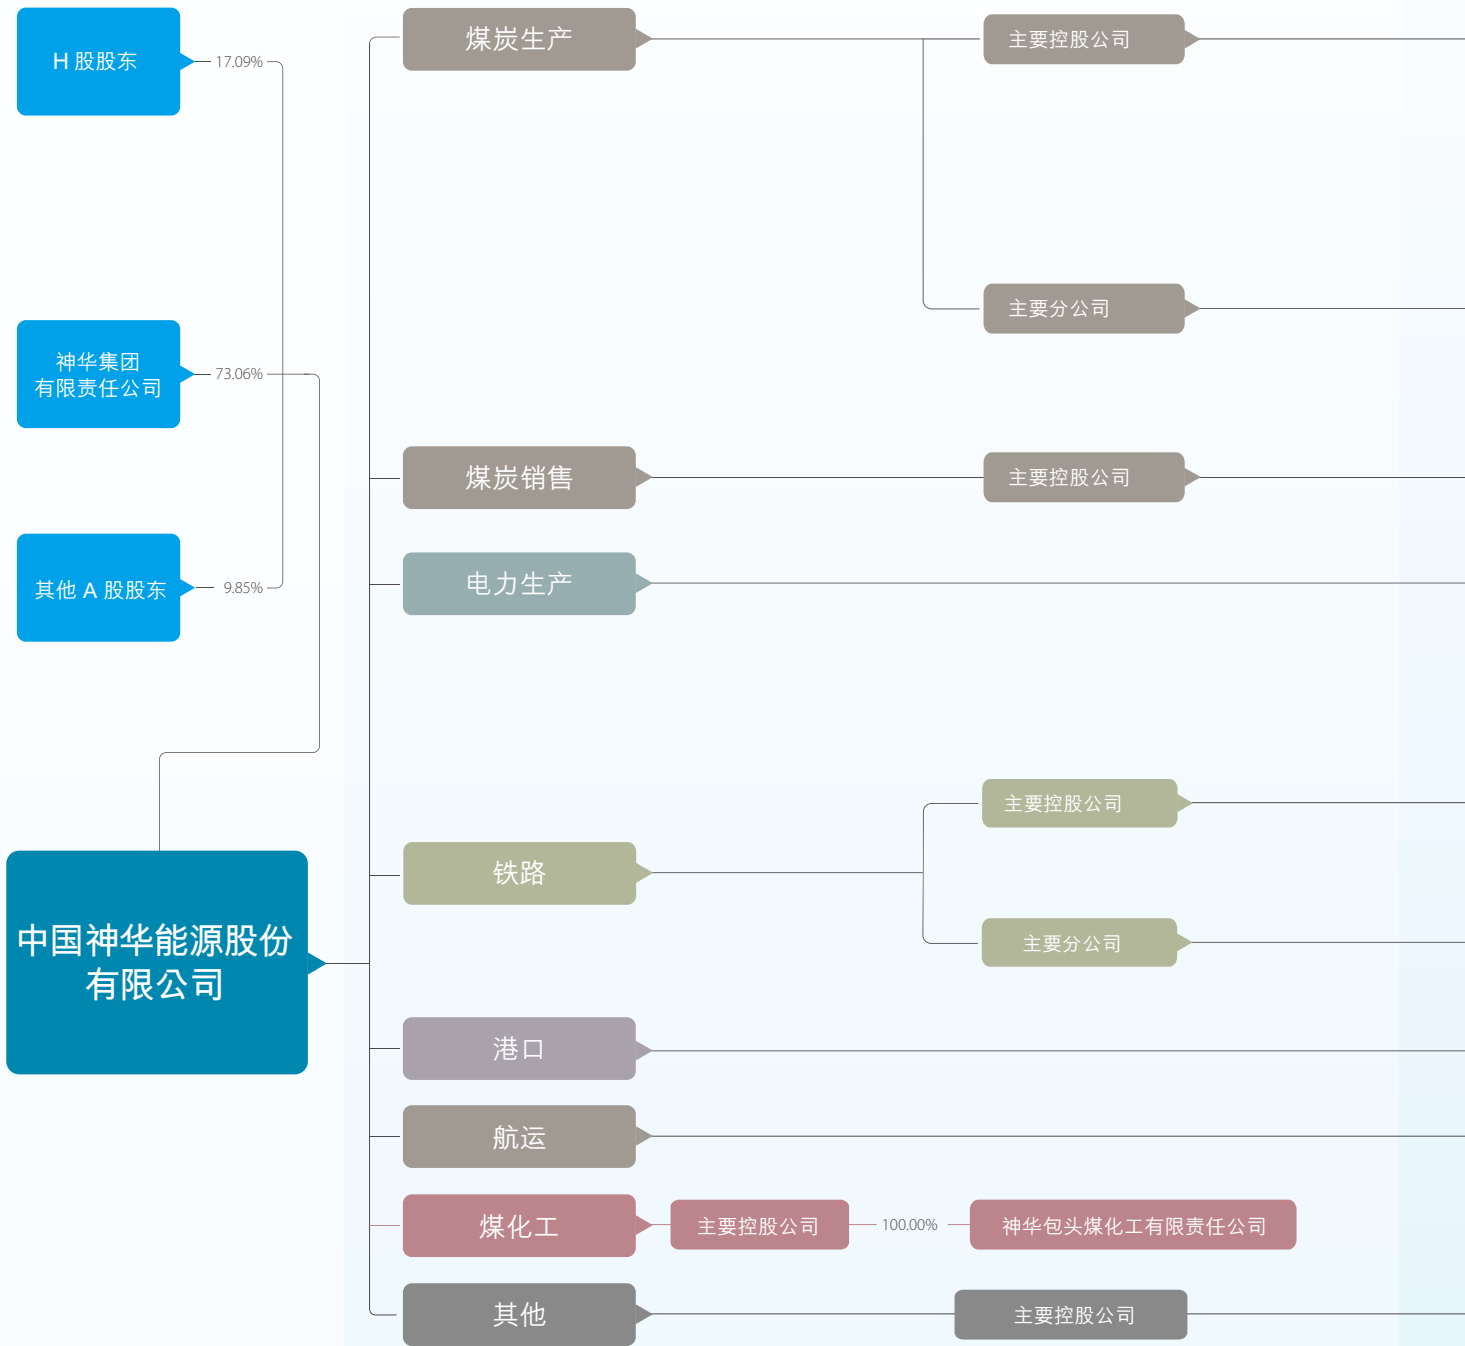 H 股股东
17.09%
神华集团
有限责任公司
73.06%
其他 A 股股东
9.85%
中国神华能源股份
有限公司
煤炭生产
主要控股公司
主要分公司
煤炭销售
主要控股公司
电力生产
铁路
主要控股公司
主要分公司
港口
航运
煤化工
主要控股公司
100.00%
神华包头煤化工有限责任公司
其他
主要控股公司